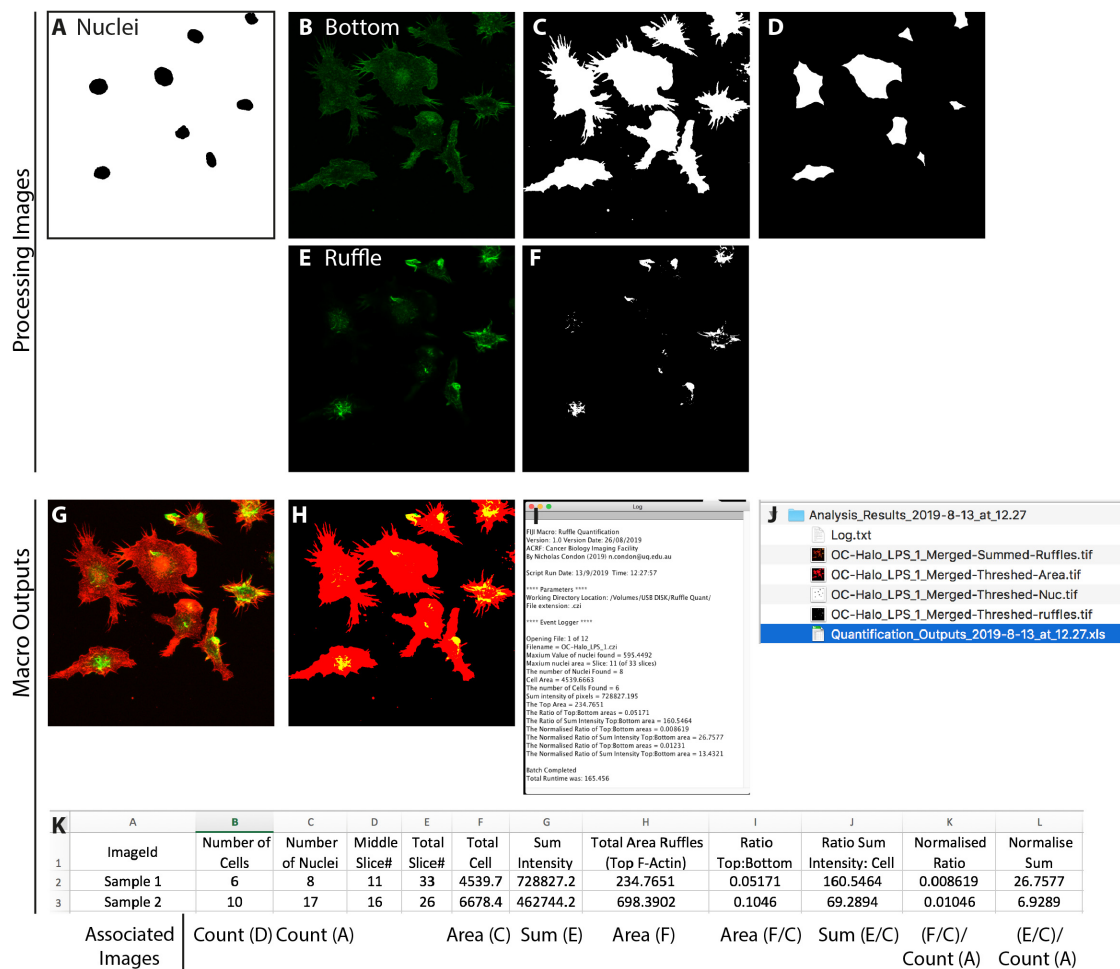 A Nuclei
B Bottom
C
D
Processing Images
E Ruffle
F
Macro Outputs
G
H
I
Log
FIJI Macro: Ruffle Quantification
Version: 1.0 Version Date: 26/08/2019
ACRF: Cancer Biology Imaging Facility
By Nicholas Condon (2019) n.condon@uq.edu.au
Script Run Date: 13/9/2019 Time: 12:27:57
**** Parameters ****
Working Directory Location: /Volumes/USB DISK/Ruffle Quant/
File extension: .czi
**** Event Logger ****
Opening File: 1 of 12
Filename = OC-Halo_LPS_1.czi
Maxium Value of nuclei found = 595.4492
Maxium nuclei area = Slice: 11 (of 33 slices)
The number of Nuclei Found = 8
Cell Area = 4539.6663
The number of Cells Found = 6
Sum intensity of pixels = 728827.195
The Top Area = 234.7651
The Ratio of Top:Bottom areas = 0.05171
The Ratio of Sum Intensity Top:Bottom area = 160.5464
The Normalised Ratio of Top:Bottom areas = 0.008619
The Normalised Ratio of Sum Intensity Top:Bottom area = 26.7577
The Normalised Ratio of Top:Bottom areas = 0.01231
The Normalised Ratio of Sum Intensity Top:Bottom area = 13.4321
Batch Completed
Total Runtime was: 165.456
J
Analysis_Results_2019-8-13_at_12.27
Log.txt
OC-Halo_LPS_1_Merged-Summed-Ruffles.tif
OC-Halo_LPS_1_Merged-Threshed-Area.tif
OC-Halo_LPS_1_Merged-Threshed-Nuc.tif
OC-Halo_LPS_1_Merged-Threshed-ruffles.tif
Quantification_Outputs_2019-8-13_at_12.27.xls
K
A B C D E F G H I J K L
1 ImageId Number of Cells Number of Nuclei Middle Slice# Total Slice# Total Cell Sum Intensity Total Area Ruffles (Top F-Actin) Ratio Top:Bottom Ratio Sum Intensity: Cell Normalised Ratio Normalise Sum
2 Sample 1 6 8 11 33 4539.7 728827.2 234.7651 0.05171 160.5464 0.008619 26.7577
3 Sample 2 10 17 16 26 6678.4 462744.2 698.3902 0.1046 69.2894 0.01046 6.9289
Associated Images Count (D) Count (A) Area (C) Sum (E) Area (F) Area (F/C) Sum (E/C) (F/C)/ Count (A) (E/C)/ Count (A)